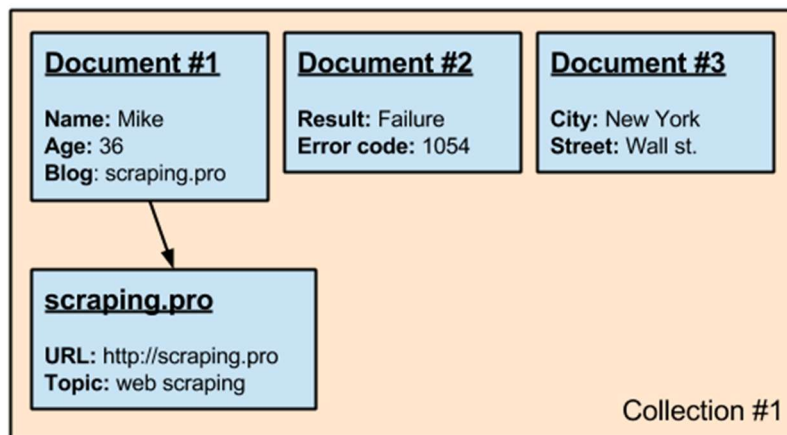 Document #1
Name: Mike
Age: 36
Blog: scraping.pro
Document #2
Result: Failure
Error code: 1054
Document #3
City: New York
Street: Wall st.
scraping.pro
URL: http://scraping.pro
Topic: web scraping
Collection #1